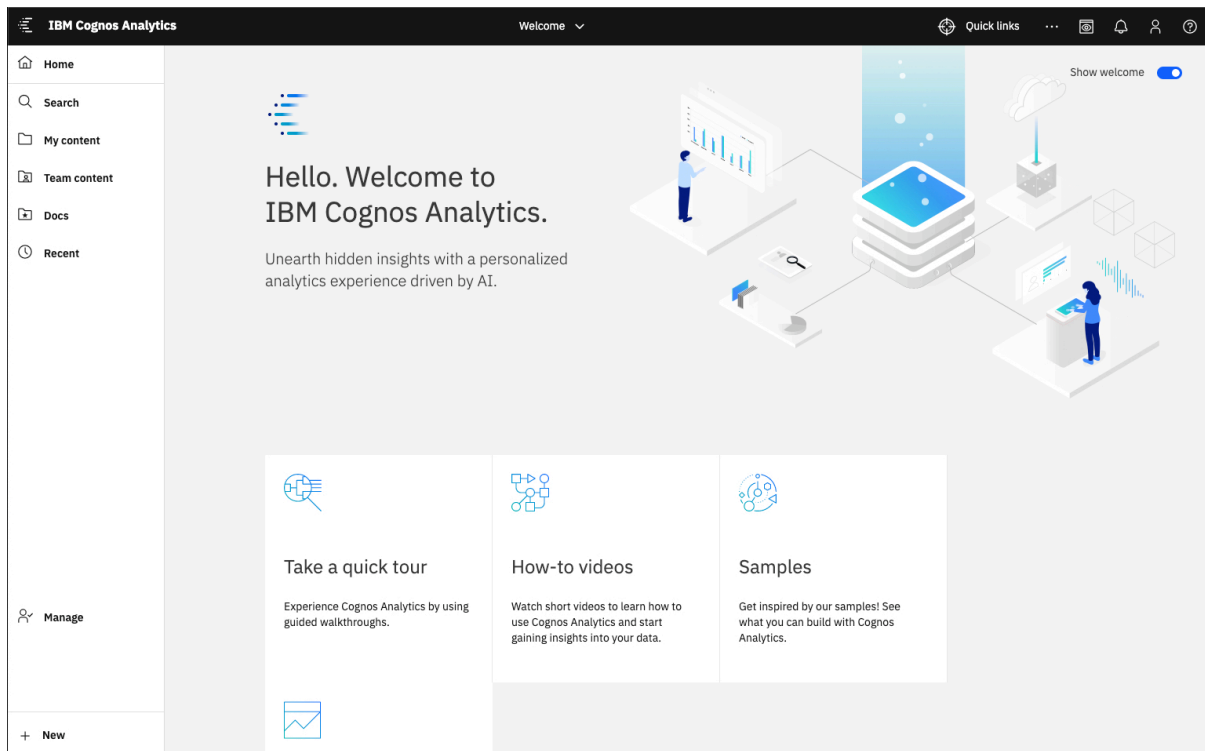 IBM Cognos Analytics
Welcome
Quick links
Home
Search
My content
Team content
Docs
Recent
Manage
New
Show welcome
Hello. Welcome to
IBM Cognos Analytics.
Unearth hidden insights with a personalized
analytics experience driven by AI.
Take a quick tour
Experience Cognos Analytics by using
guided walkthroughs.
How-to videos
Watch short videos to learn how to
use Cognos Analytics and start
gaining insights into your data.
Samples
Get inspired by our samples! See
what you can build with Cognos
Analytics.